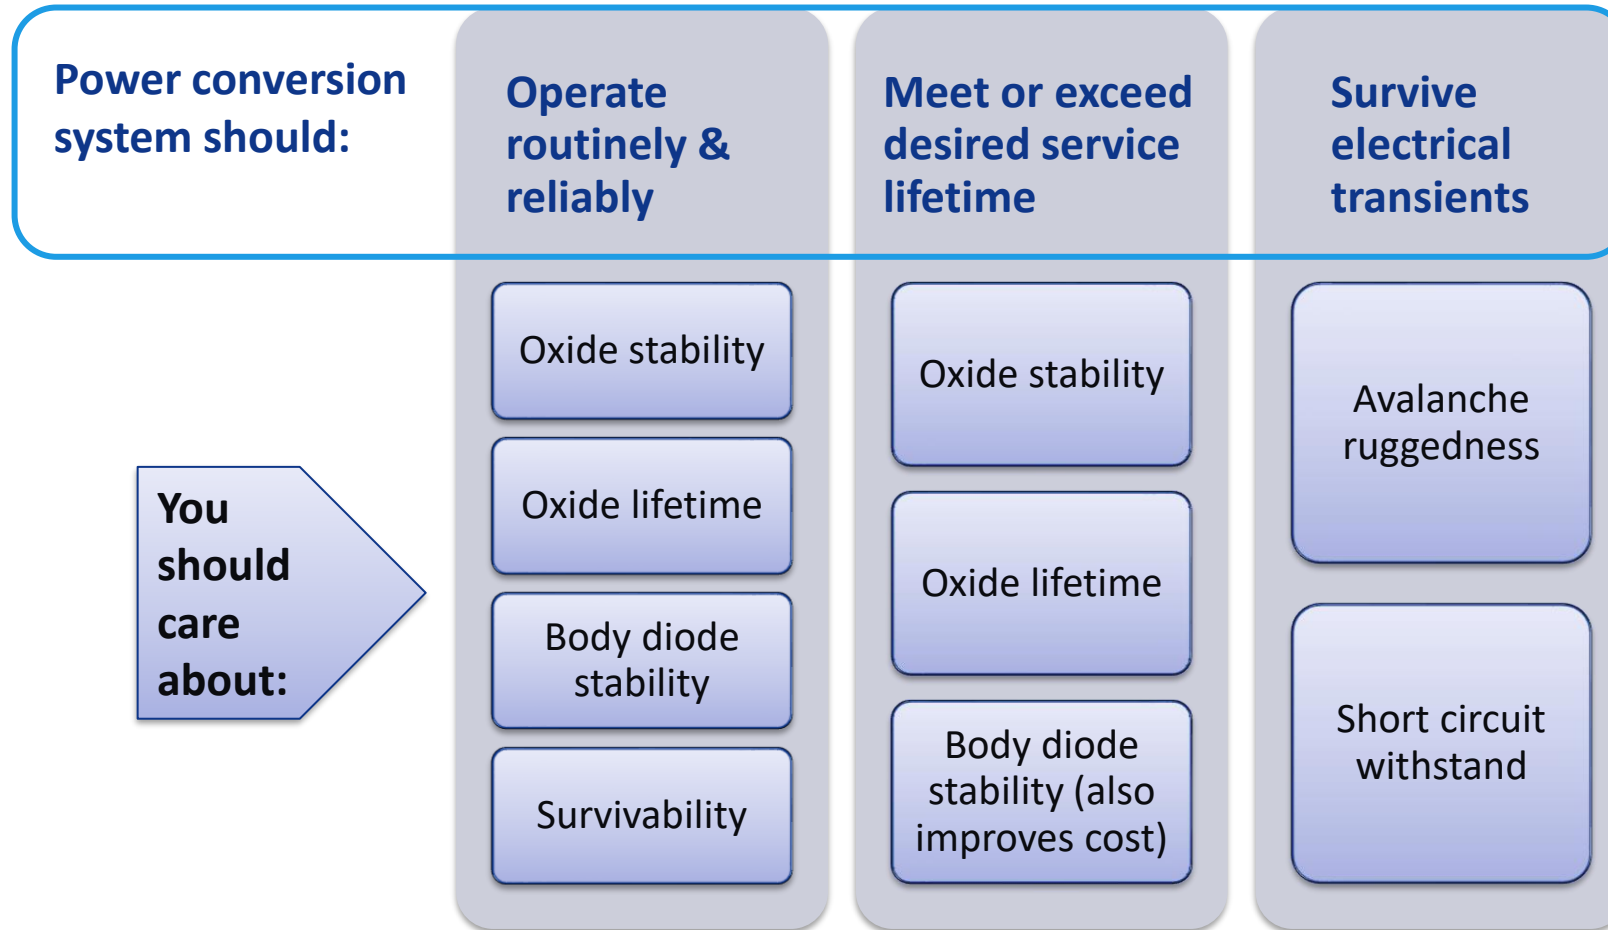 Power conversion
system should:
Operate
routinely &
reliably
Meet or exceed
desired service
lifetime
Survive
electrical
transients
You
should
care
about:
Oxide stability
Oxide lifetime
Body diode
stability
Survivability
Oxide stability
Oxide lifetime
Body diode
stability (also
improves cost)
Avalanche
ruggedness
Short circuit
withstand